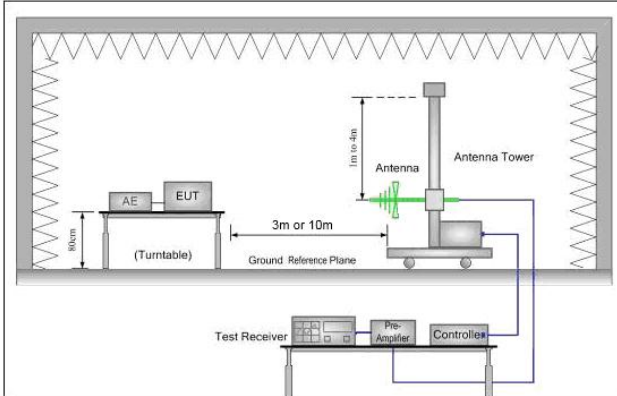 1m to 4m
Antenna
Antenna Tower
AE
EUT
3m or 10m
80cm
(Turntable)
Ground Reference Plane
Test Receiver
Pre-
Amplifier
Controlle